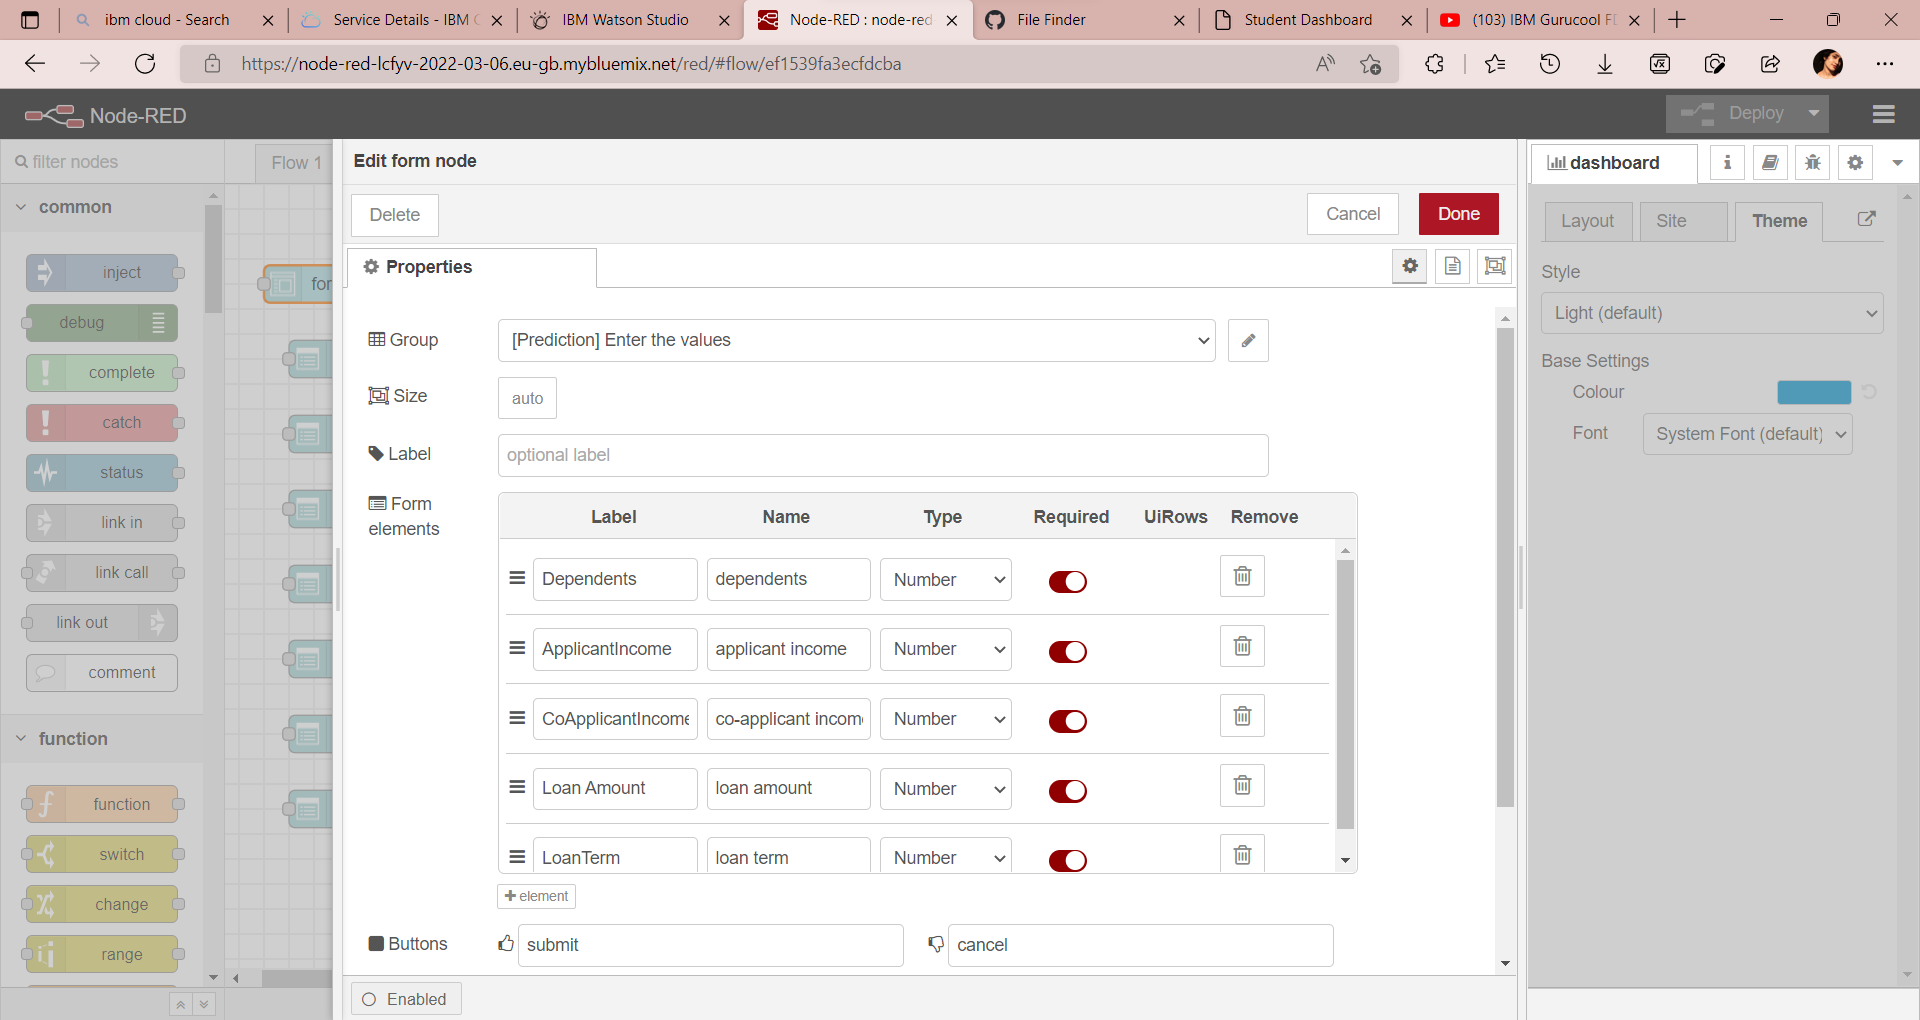 ibm cloud - Search
Service Details - IBM C
IBM Watson Studio
Node-RED : node-red
File Finder
Student Dashboard
(103) IBM Gurucool F
https://node-red-lcfyv-2022-03-06.eu-gb.mybluemix.net/red/#flow/ef1539fa3ecfdcba
Node-RED
Deploy
filter nodes
Flow 1
Edit form node
dashboard
Delete
Cancel
Done
Layout
Site
Theme
common
Properties
inject
for
debug
complete
catch
status
link in
link call
link out
comment
function
function
switch
change
range
Group
[Prediction] Enter the values
Size
auto
Label
optional label
Form elements
Label Name Type Required UiRows Remove
Dependents dependents Number
ApplicantIncome applicant income Number
CoApplicantIncome co-applicant incom Number
Loan Amount loan amount Number
LoanTerm loan term Number
element
Buttons
submit
cancel
Enabled
Style
Light (default)
Base Settings
Colour
Font
System Font (default)